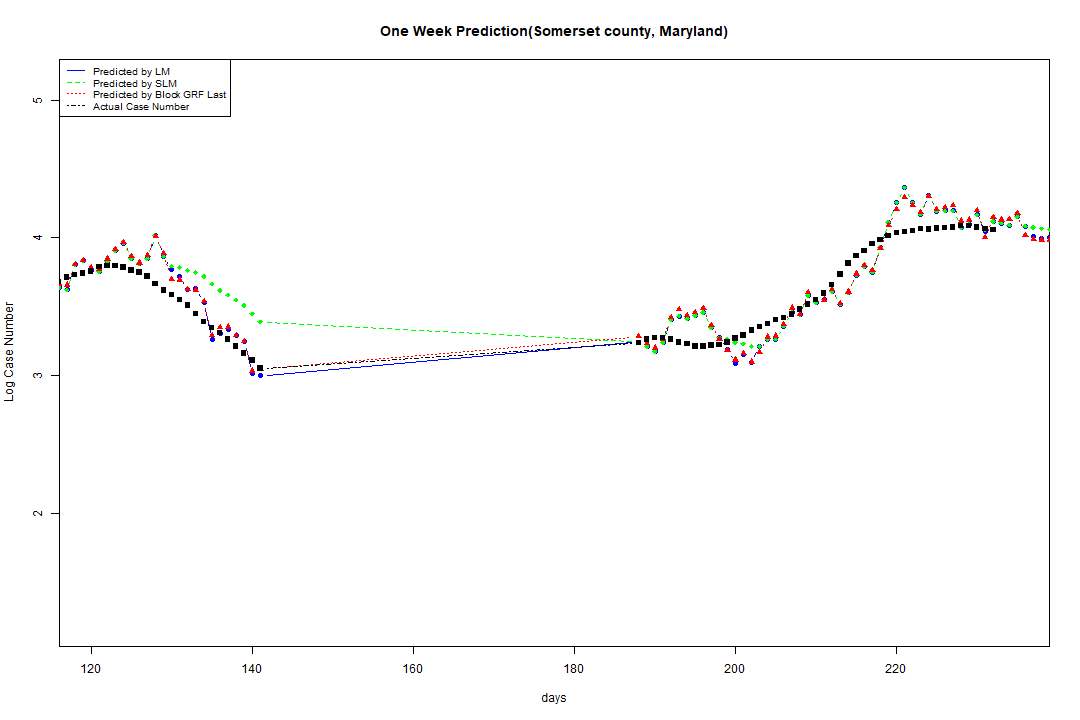 One Week Prediction(Somerset county, Maryland)
Predicted by LM
Predicted by SLM
Predicted by Block GRF Last
Actual Case Number
5
4
3
2
Log Case Number
120 140 160 180 200 220
days